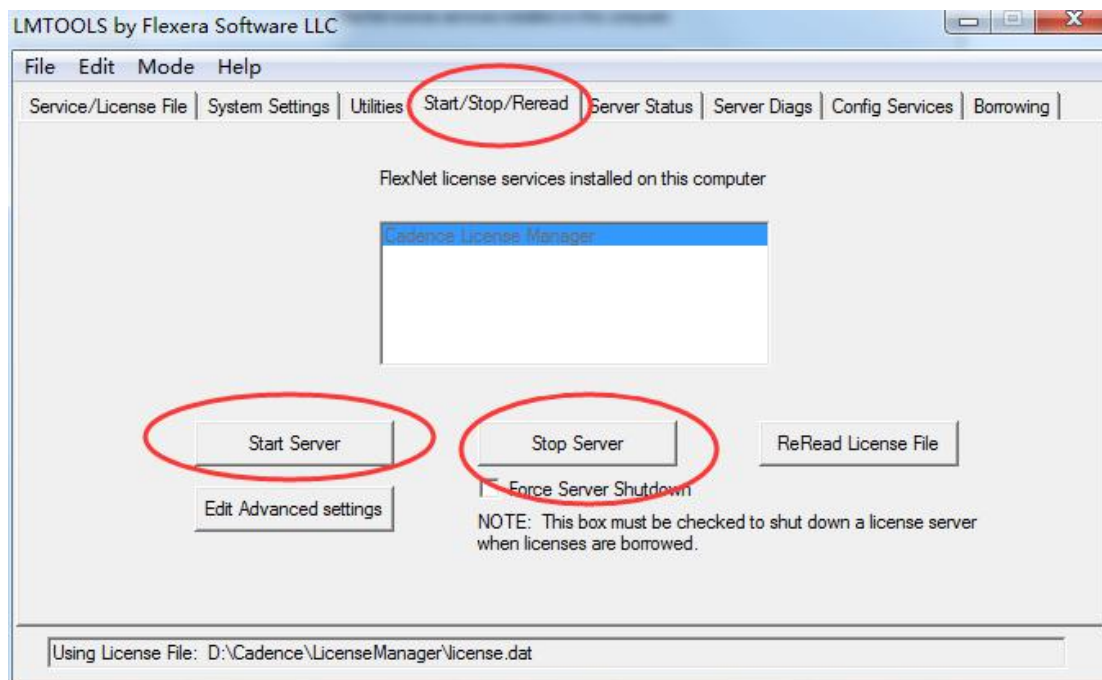 LMTOOLS by Flexera Software LLC
File Edit Mode Help
Service/License File System Settings Utilities Start/Stop/Reread Server Status Server Diags Config Services Borrowing
FlexNet license services installed on this computer
Cadence License Manager
Start Server Stop Server ReRead License File
Force Server Shutdown
Edit Advanced settings
NOTE: This box must be checked to shut down a license server
when licenses are borrowed.
Using License File: D:\Cadence\LicenseManager\license.dat